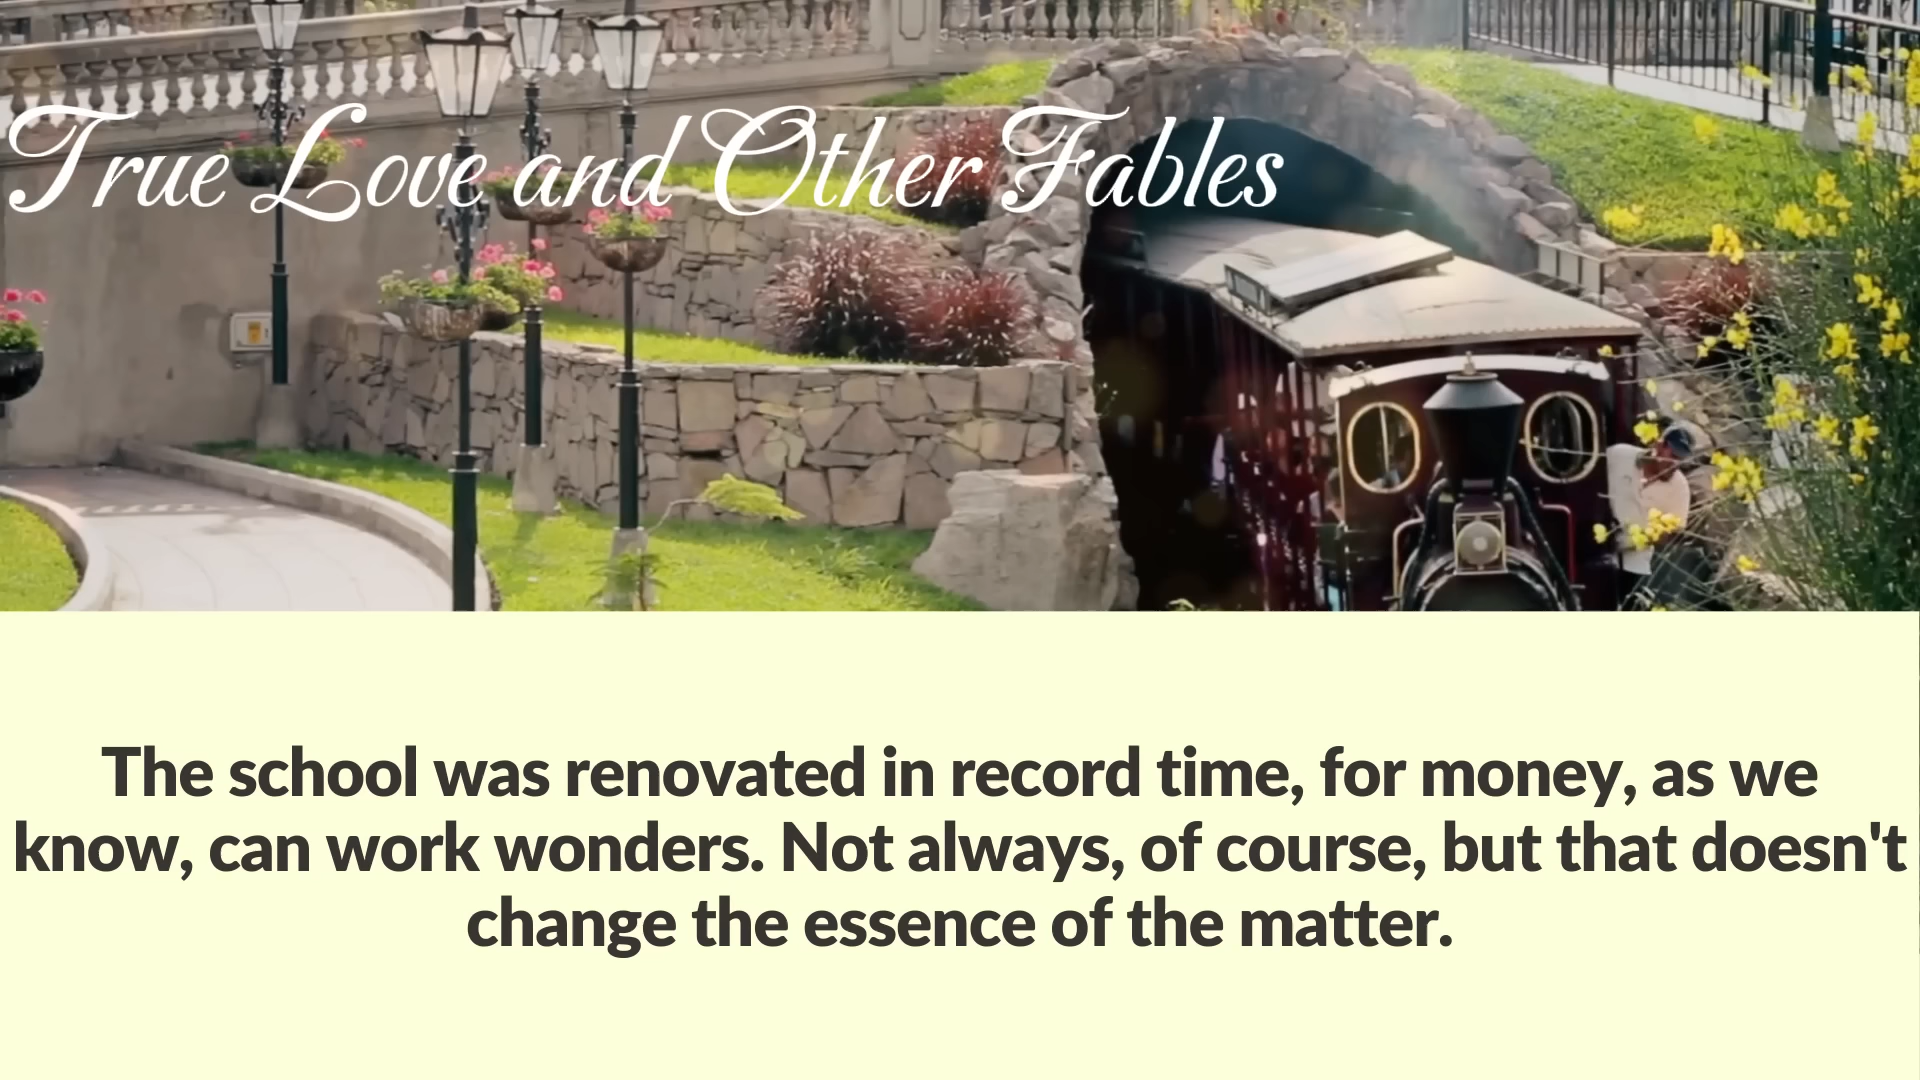 True Love and Other Fables
The school was renovated in record time, for money, as we
know, can work wonders. Not always, of course, but that doesn't
change the essence of the matter.